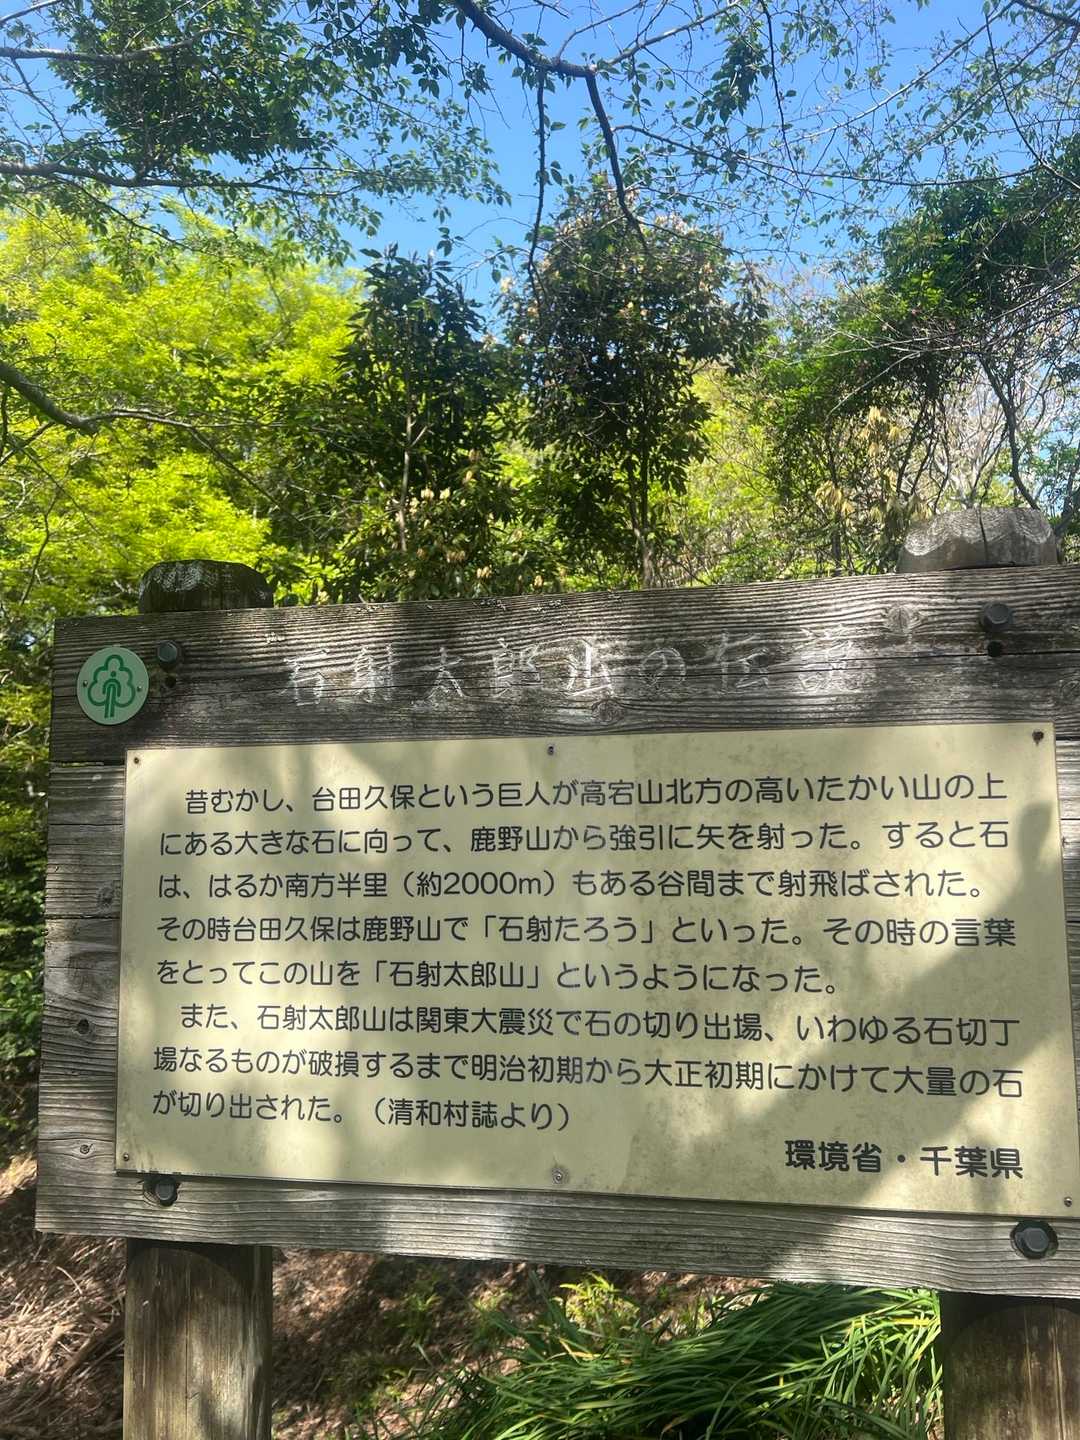 石射太郎山の伝説
昔むかし、台田久保という巨人が高宕山北方の高いたかい山の上
にある大きな石に向って、鹿野山から強引に矢を射った。すると石
は、はるか南方半里（約2000m）もある谷間まで射飛ばされた。
その時台田久保は鹿野山で「石射たろう」といった。その時の言葉
をとってこの山を「石射太郎山」というようになった。
また、石射太郎山は関東大震災で石の切り出場、いわゆる石切丁
場なるものが破損するまで明治初期から大正初期にかけて大量の石
が切り出された。（清和村誌より）
環境省・千葉県